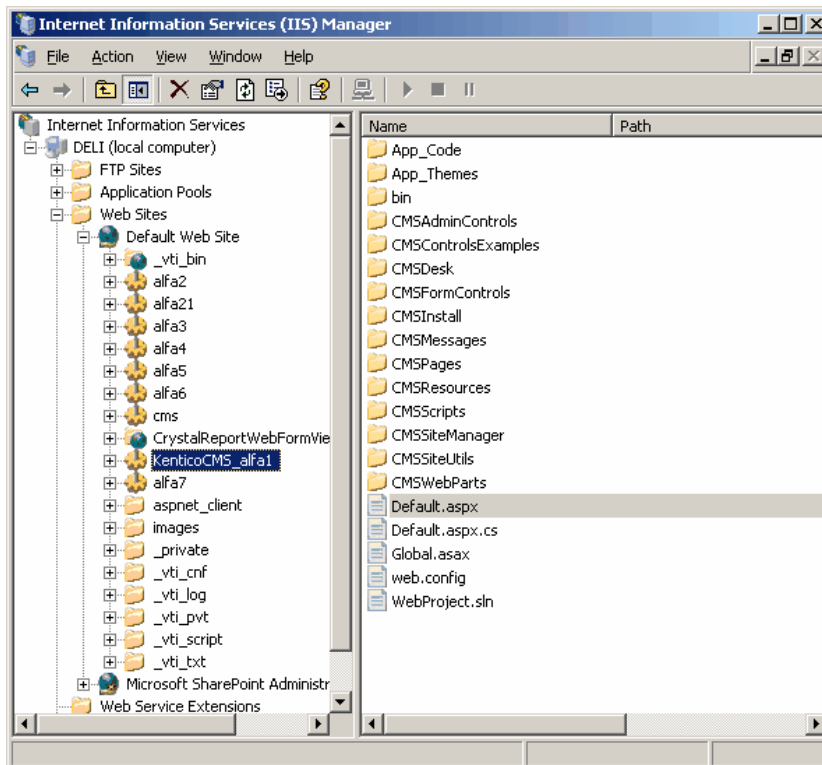 Internet Information Services (IIS) Manager
File Action View Window Help
Internet Information Services
DELI (local computer)
FTP Sites
Application Pools
Web Sites
Default Web Site
_vti_bin
alfa2
alfa21
alfa3
alfa4
alfa5
alfa6
cms
CrystalReportWebFormVie
KenticoCMS_alfa1
alfa7
aspnet_client
images
_private
_vti_cnf
_vti_log
_vti_pvt
_vti_script
_vti_txt
Microsoft SharePoint Administr
Web Service Extensions
Name Path
App_Code
App_Themes
bin
CMSAdminControls
CMSControlsExamples
CMSDesk
CMSFormControls
CMSInstall
CMSMessages
CMSPages
CMSResources
CMSScripts
CMSSiteManager
CMSSiteUtils
CMSWebParts
Default.aspx
Default.aspx.cs
Global.asax
web.config
WebProject.sln